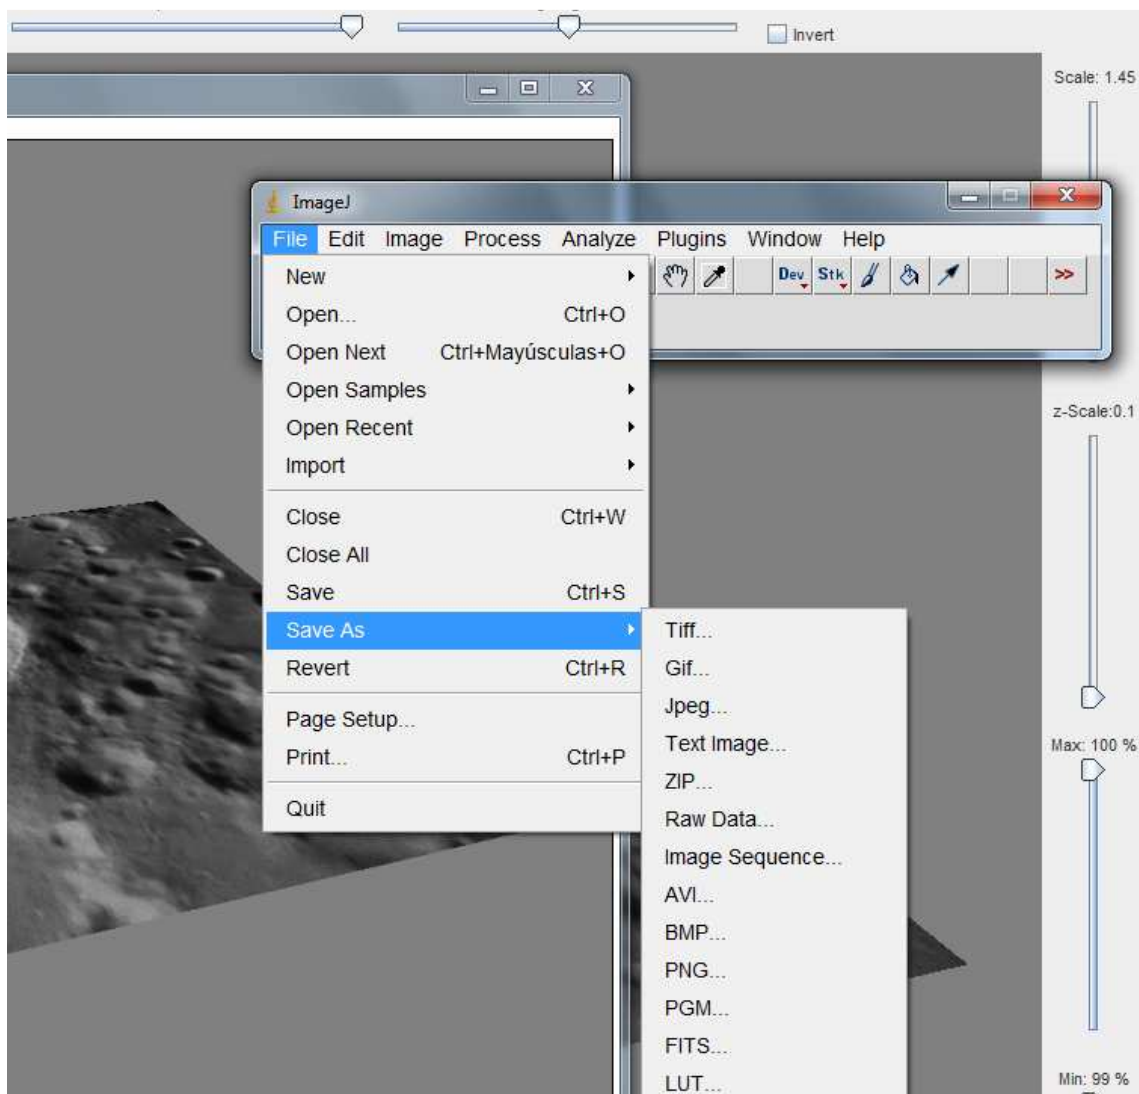 Invert
Scale: 1.45
ImageJ
File Edit Image Process Analyze Plugins Window Help
Dev Stk >>
New
Open... Ctrl+O
Open Next Ctrl+Mayúsculas+O
Open Samples
Open Recent
Import
z-Scale:0.1
Close Ctrl+W
Close All
Save Ctrl+S
Save As
Revert Ctrl+R
Page Setup...
Print... Ctrl+P
Quit
Tiff...
Gif...
Jpeg...
Text Image...
ZIP...
Raw Data...
Image Sequence...
AVI...
BMP...
PNG...
PGM...
FITS...
LUT...
Max: 100 %
Min: 99 %